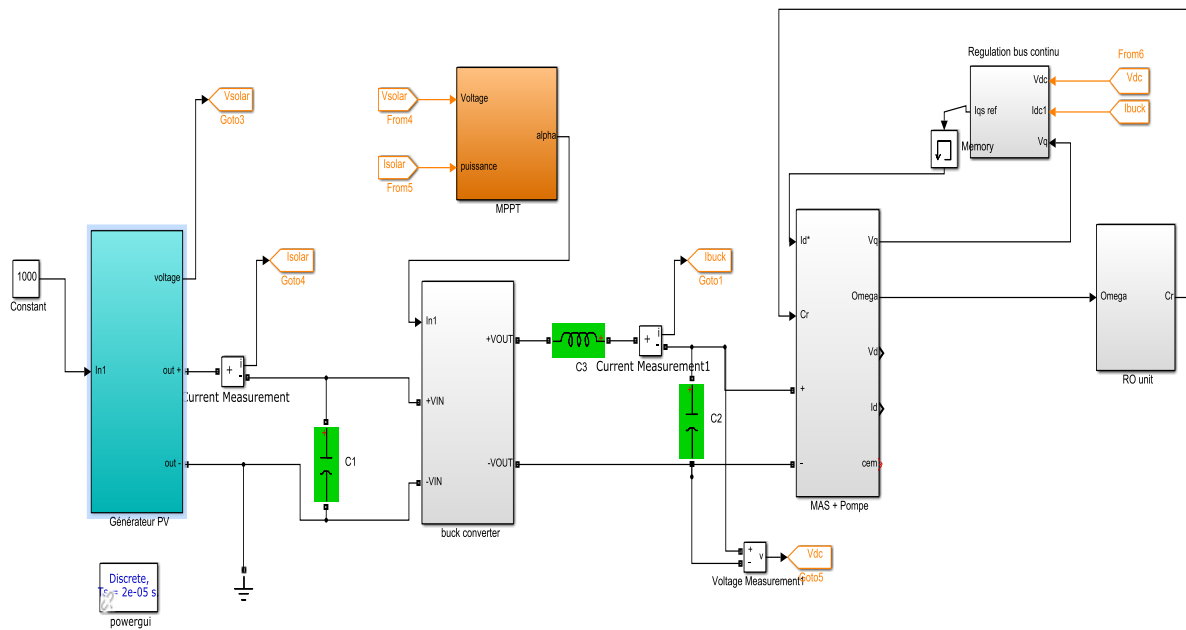 Regulation bus continu
From6
Vdc
Vdc
Iqs ref
Idc1
Ibuck
Vq
Memory
Vsolar
Goto3
Vsolar
From4
Voltage
alpha
Isolar
From5
puissance
MPPT
Id*
Vq
Isolar
Goto4
Ibuck
Goto1
1000
Constant
voltage
In1
out +
out -
Générateur PV
i
+
-
Current Measurement
C1
In1
+VIN
-VIN
+VOUT
-VOUT
buck converter
C3
i
+
-
Current Measurement1
C2
Cr
Omega
+
Vd
Id
-
cem
MAS + Pompe
Omega
Cr
RO unit
+
-
v
Voltage Measurement1
Vdc
Goto5
Discrete,
Ts = 2e-05 s.
powergui